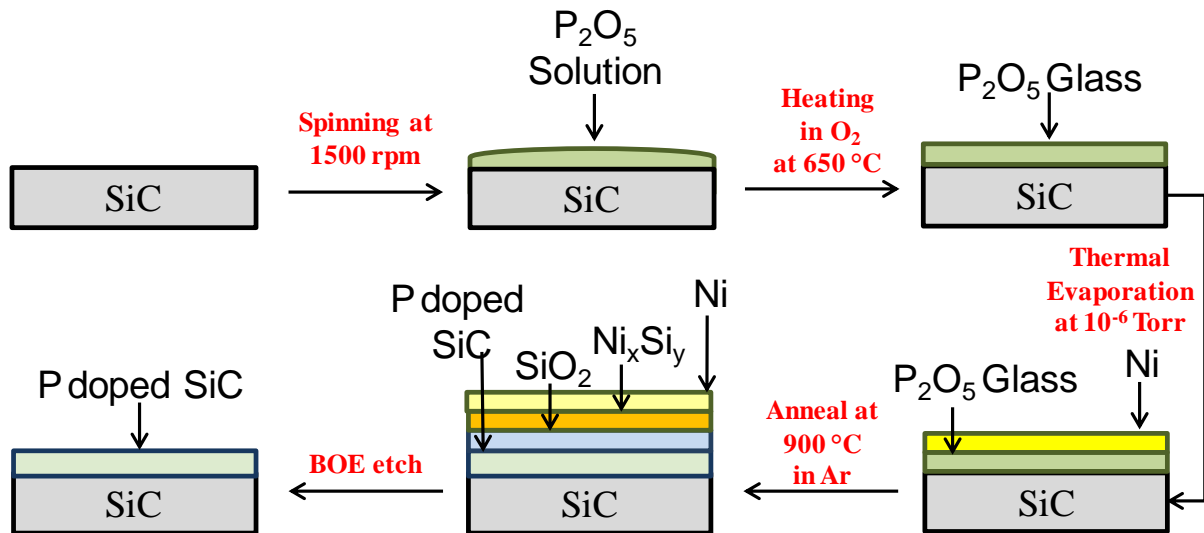 SiC
Spinning at
1500 rpm
P₂O₅
Solution
SiC
Heating
in O₂
at 650 °C
P₂O₅ Glass
SiC
Thermal
Evaporation
at 10⁻⁶ Torr
Ni
P₂O₅ Glass
SiC
Anneal at
900 °C
in Ar
P doped
SiC
SiO₂
NiₓSiᵧ
Ni
SiC
BOE etch
P doped SiC
SiC